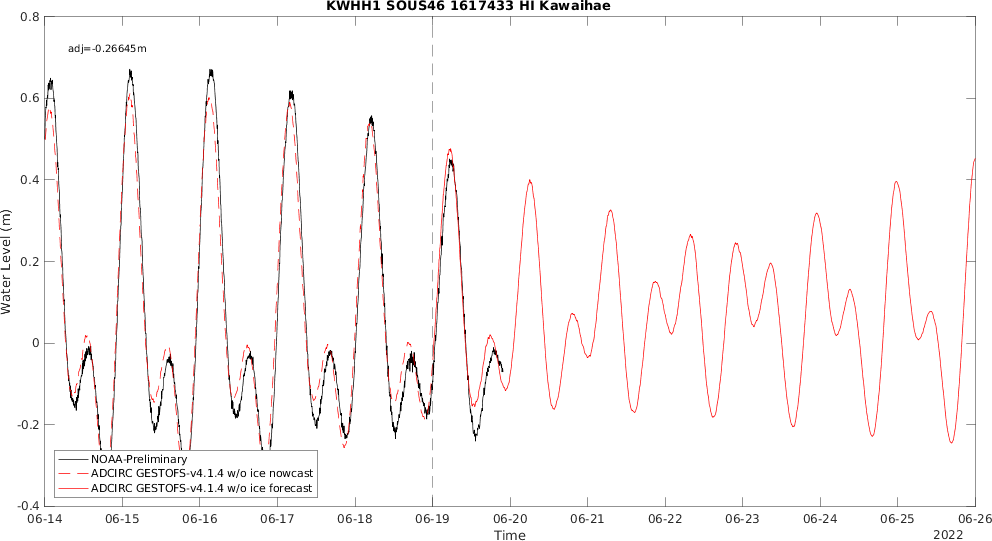 KWHH1 SOUS46 1617433 HI Kawaihae
adj=-0.26645m
Water Level (m)
0.8
0.6
0.4
0.2
0
-0.2
-0.4
NOAA-Preliminary
ADCIRC GESTOFS-v4.1.4 w/o ice nowcast
ADCIRC GESTOFS-v4.1.4 w/o ice forecast
06-14 06-15 06-16 06-17 06-18 06-19 06-20 06-21 06-22 06-23 06-24 06-25 06-26
Time
2022